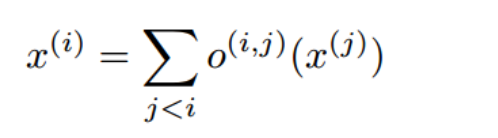 x^{(i)} = \sum_{j<i} o^{(i,j)}(x^{(j)})